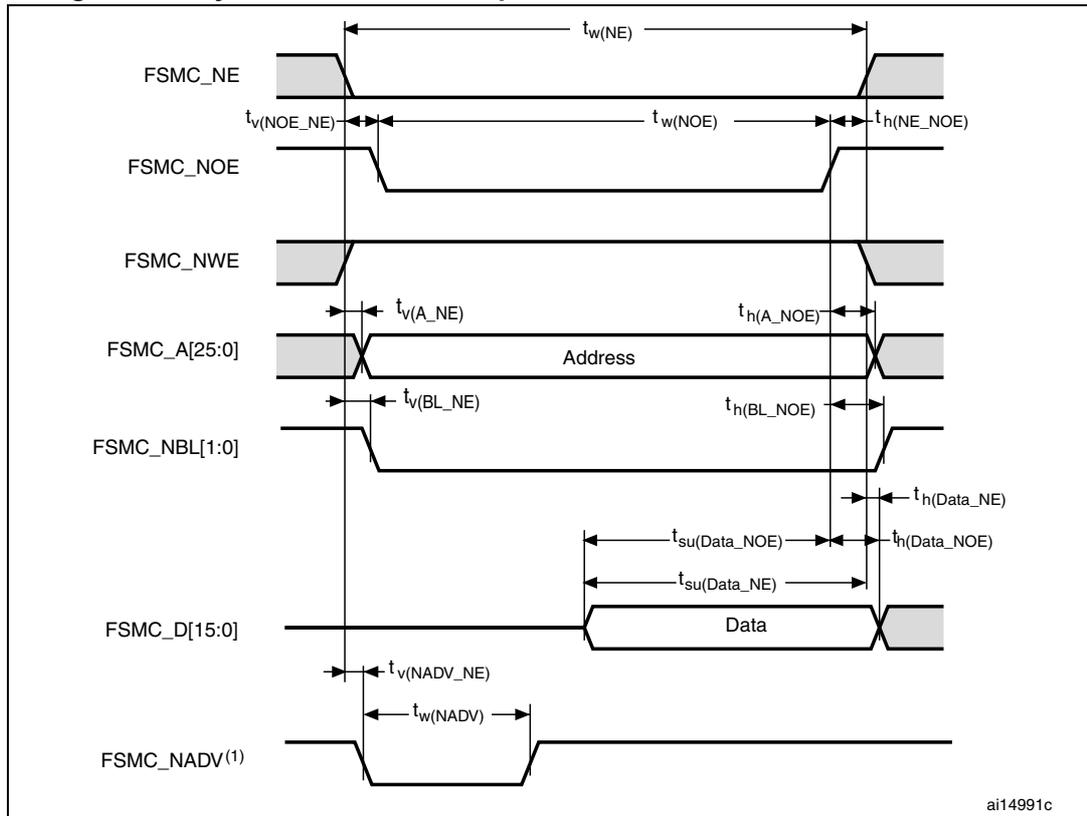 tw(NE)
FSMC_NE
tv(NOE_NE)
tw(NOE)
th(NE_NOE)
FSMC_NOE
FSMC_NWE
tv(A_NE)
th(A_NOE)
FSMC_A[25:0]
Address
tv(BL_NE)
th(BL_NOE)
FSMC_NBL[1:0]
th(Data_NE)
tsu(Data_NOE)
th(Data_NOE)
tsu(Data_NE)
FSMC_D[15:0]
Data
tv(NADV_NE)
tw(NADV)
FSMC_NADV(1)
ai14991c